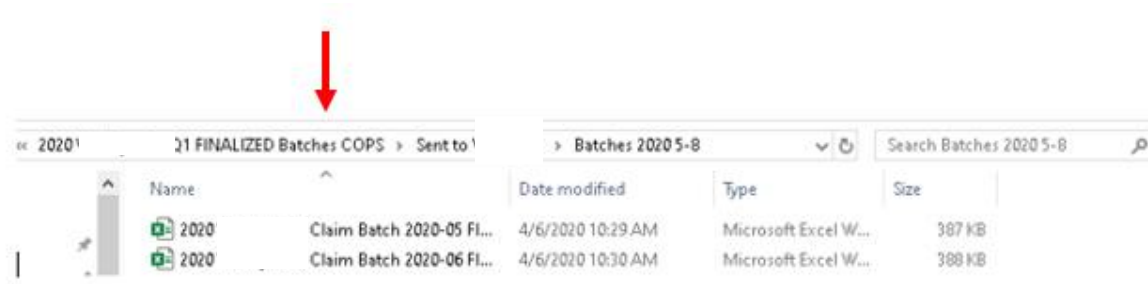 « 2020 Q1 FINALIZED Batches COPS › Sent to › Batches 2020 5-8 Search Batches 2020 5-8
Name Date modified Type Size
2020 Claim Batch 2020-05 FI... 4/6/2020 10:29 AM Microsoft Excel W... 387 KB
2020 Claim Batch 2020-06 FI... 4/6/2020 10:30 AM Microsoft Excel W... 388 KB